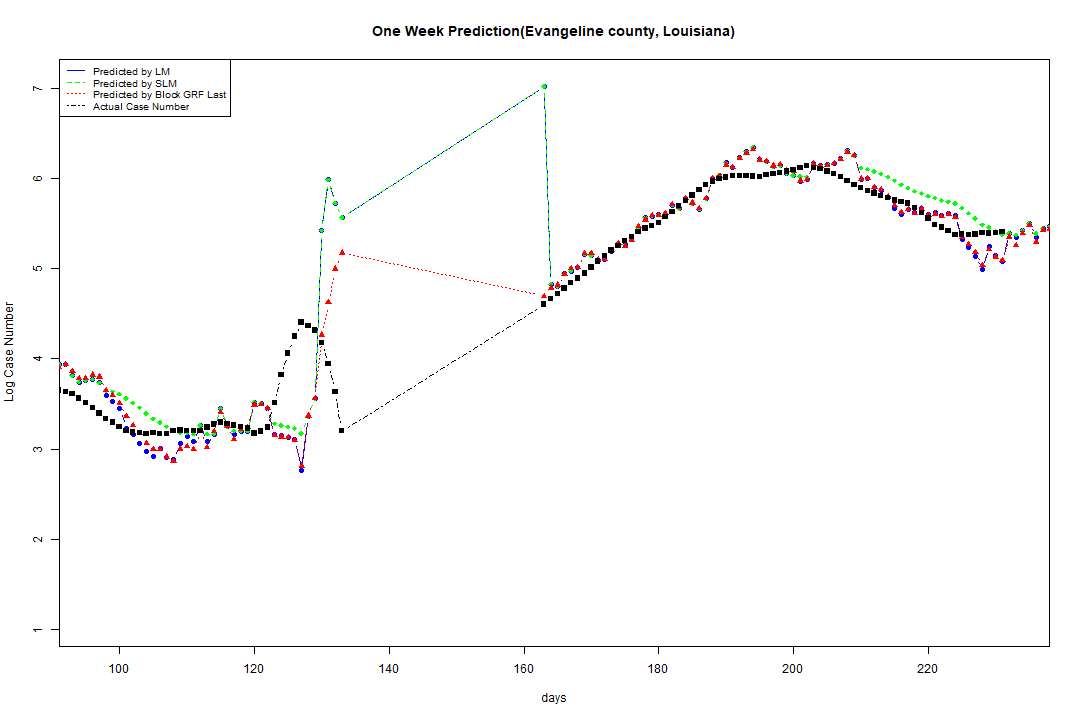 One Week Prediction(Evangeline county, Louisiana)
Predicted by LM
Predicted by SLM
Predicted by Block GRF Last
Actual Case Number
Log Case Number
7
6
5
4
3
2
1
100 120 140 160 180 200 220
days